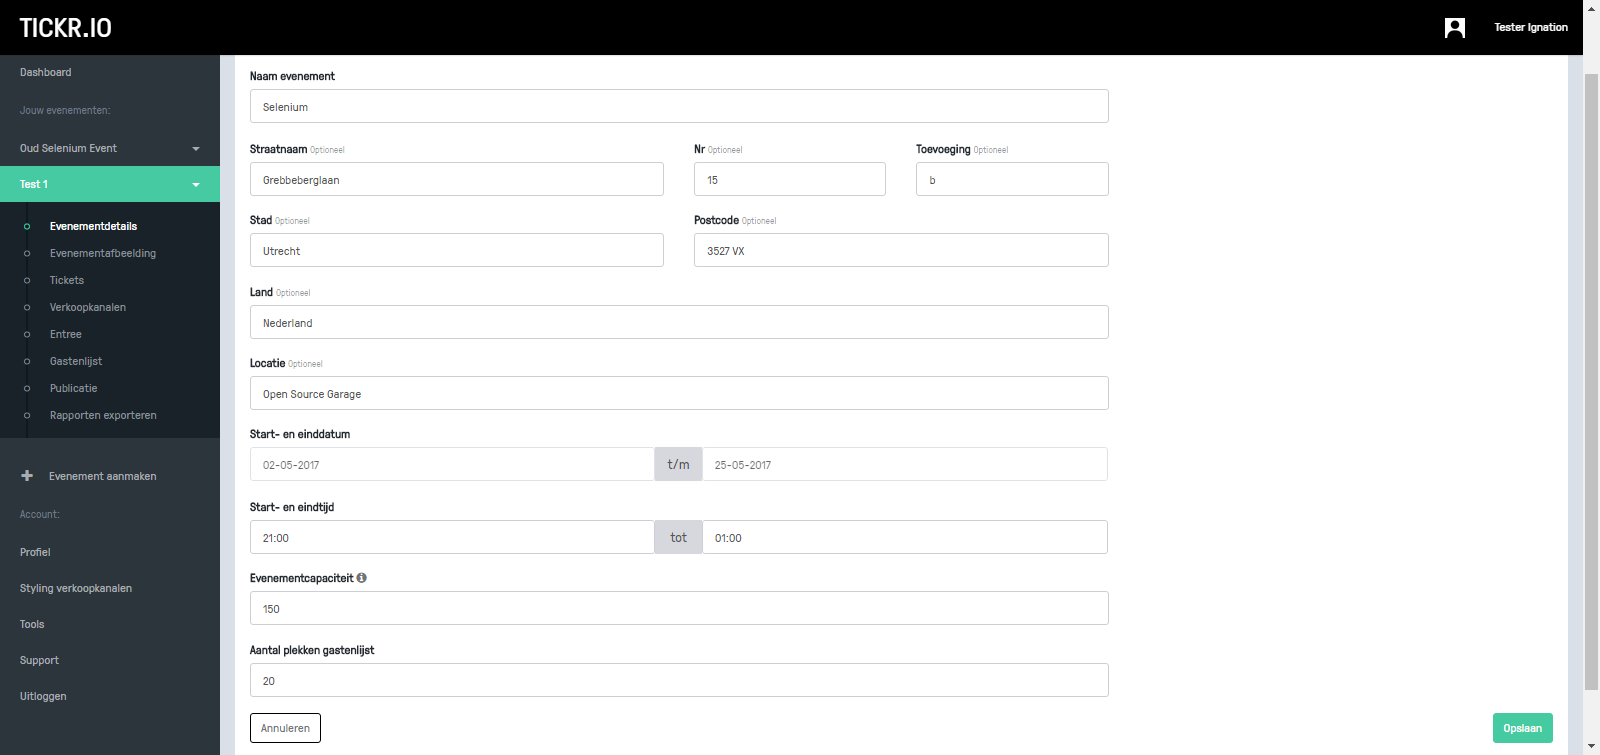 TICKR.IO
Tester Ignation
Dashboard
Jouw evenementen:
Oud Selenium Event
Test 1
Evenementdetails
Evenementafbeelding
Tickets
Verkoopkanalen
Entree
Gastenlijst
Publicatie
Rapporten exporteren
Evenement aanmaken
Account:
Profiel
Styling verkoopkanalen
Tools
Support
Uitloggen
Naam evenement
Selenium
Straatnaam Optioneel
Nr Optioneel
Toevoeging Optioneel
Grebbeberglaan
15
b
Stad Optioneel
Postcode Optioneel
Utrecht
3527 VX
Land Optioneel
Nederland
Locatie Optioneel
Open Source Garage
Start- en einddatum
02-05-2017 t/m 25-05-2017
Start- en eindtijd
21:00 tot 01:00
Evenementcapaciteit
150
Aantal plekken gastenlijst
20
Annuleren
Opslaan